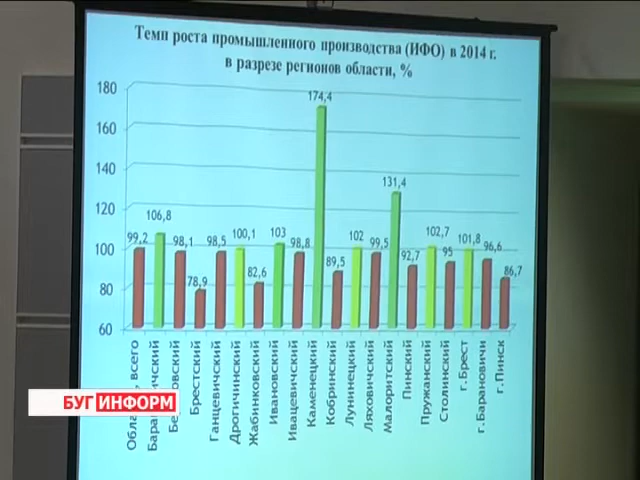 Темп роста промышленного производства (ИФО) в 2014 г.
в разрезе регионов области, %
180
160
140
120
100
80
60
99,2
106,8
98,1
78,9
98,5
100,1
82,6
103
98,8
174,4
89,5
102
99,5
131,4
92,7
102,7
95
101,8
96,6
86,7
всего
Брестский
Ганцевичский
Дрогичинский
Жабинковский
Ивановский
Ивацевичский
Каменецкий
Кобринский
Лунинецкий
Ляховичский
Малоритский
Пинский
Пружанский
Столинский
г.Брест
г.Барановичи
г.Пинск
БУГ ИНФОРМ